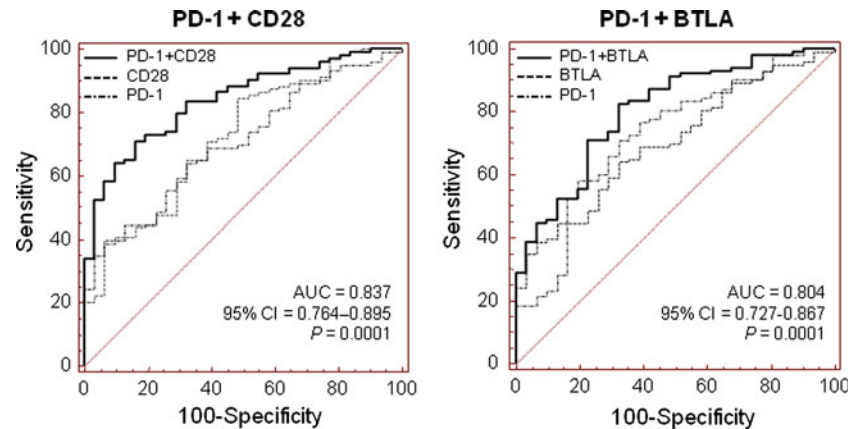 PD-1 + CD28
PD-1+CD28
CD28
PD-1
AUC = 0.837
95% CI = 0.764–0.895
P = 0.0001
100
80
60
40
20
0
Sensitivity
0 20 40 60 80 100
100-Specificity
PD-1 + BTLA
PD-1+BTLA
BTLA
PD-1
AUC = 0.804
95% CI = 0.727-0.867
P = 0.0001
100
80
60
40
20
0
Sensitivity
0 20 40 60 80 100
100-Specificity